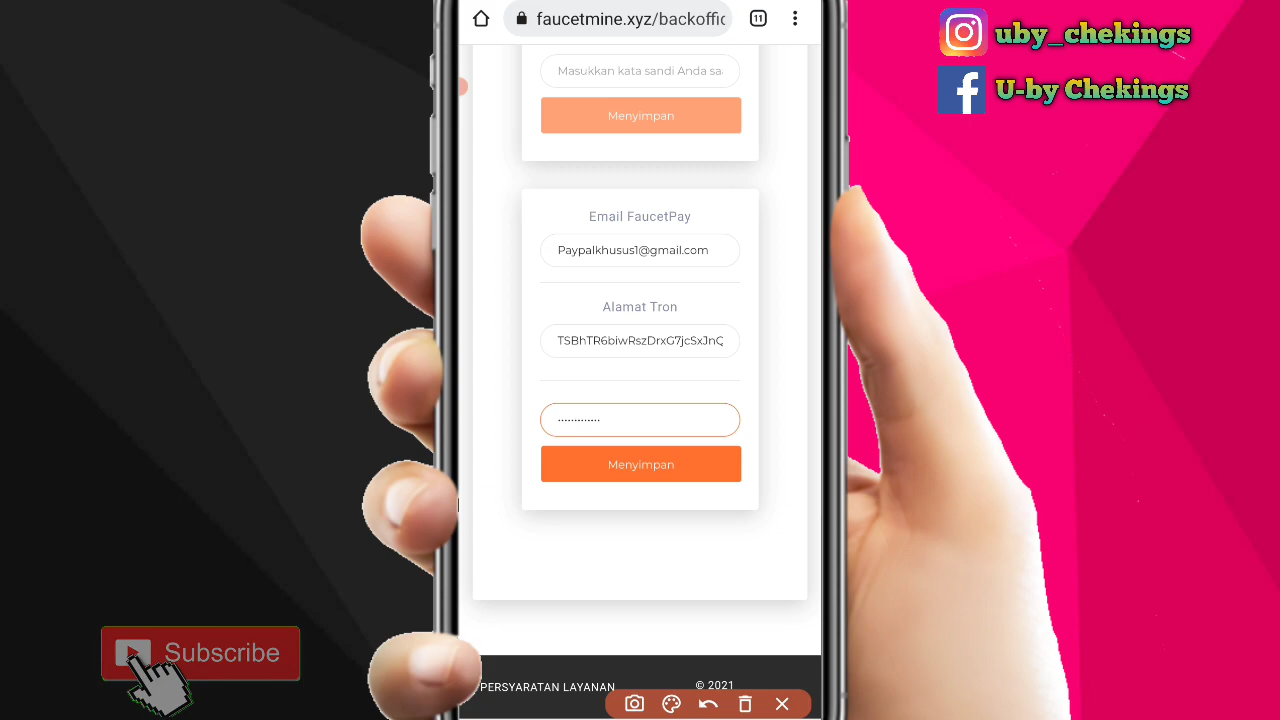 faucetmine.xyz/backoffic
11
uby_chekings
U-by Chekings
Masukkan kata sandi Anda sa
Menyimpan
Email FaucetPay
Paypalkhusus1@gmail.com
Alamat Tron
TSBhTR6biwRszDrxG7jcSxJnQ
Menyimpan
Subscribe
PERSYARATAN LAYANAN
© 2021